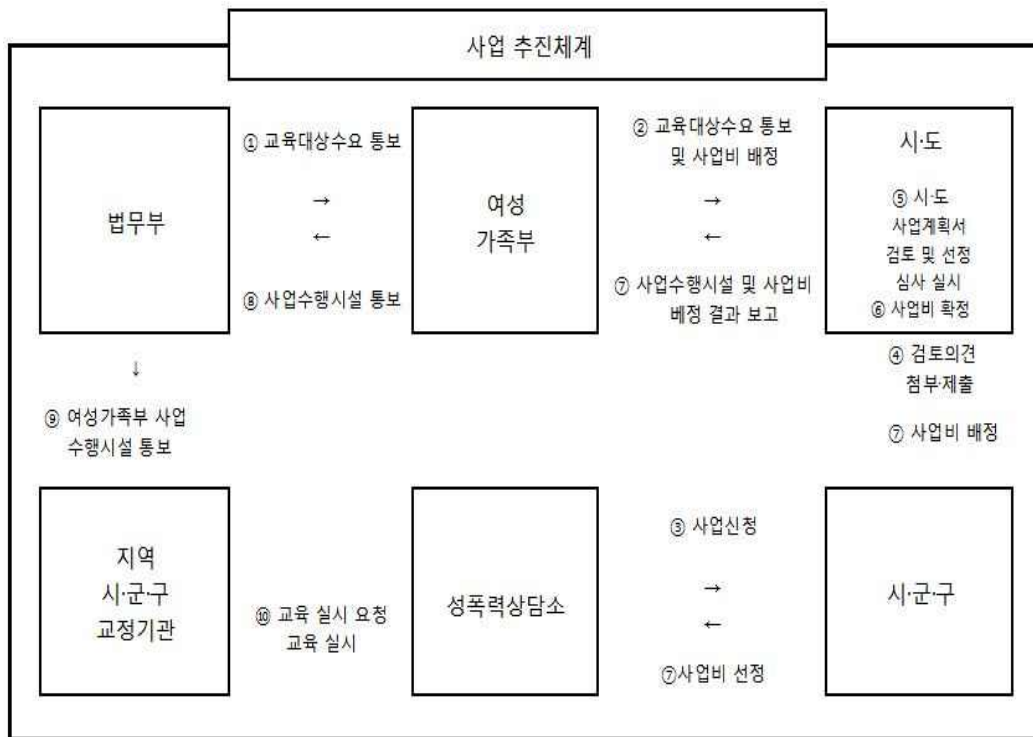 사업 추진체계
법무부
① 교육대상수요 통보
→
←
⑧ 사업수행시설 통보
여성
가족부
② 교육대상수요 통보
및 사업비 배정
→
←
⑦ 사업수행시설 및 사업비
베정 결과 보고
시·도
⑤ 시·도
사업계획서
검토 및 선정
심사 실시
⑥ 사업비 확정
↓
⑨ 여성가족부 사업
수행시설 통보
④ 검토의견
첨부·제출
⑦ 사업비 배정
지역
시·군·구
교정기관
⑩ 교육 실시 요청
교육 실시
성폭력상담소
③ 사업신청
→
←
⑦사업비 선정
시·군·구